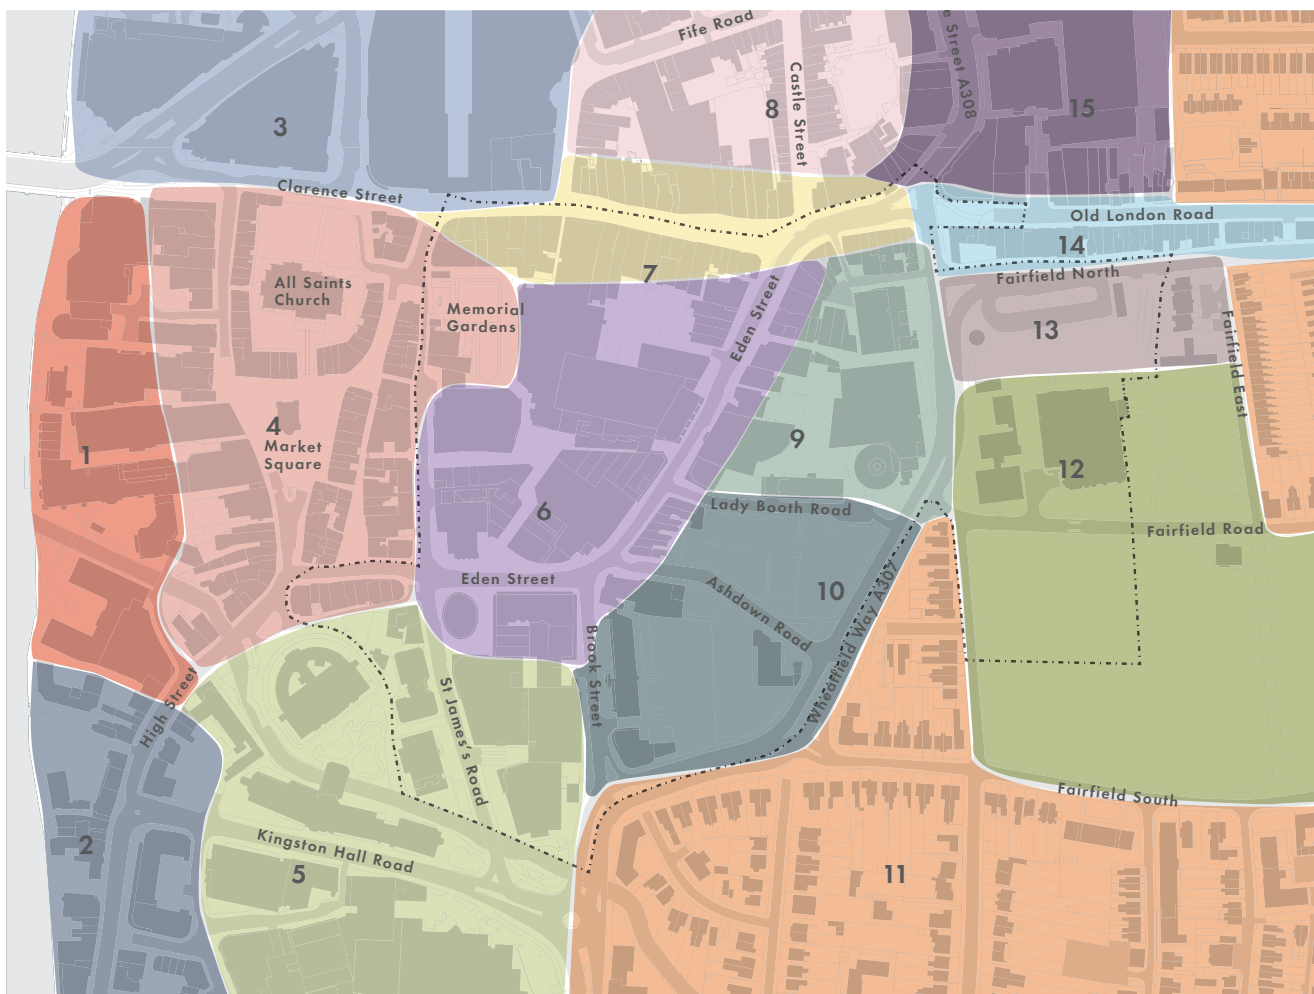 Fife Road
e Street A308
8
Castle Street
15
3
Clarence Street
Old London Road
14
Fairfield North
All Saints
Church
7
Memorial
Gardens
Eden Street
13
Fairfield East
4
Market
Square
9
1
12
6
Lady Booth Road
Fairfield Road
Eden Street
Ashdown Road
10
Wheatfield Way A307
Brook Street
High Street
St James's Road
Fairfield South
2
Kingston Hall Road
5
11